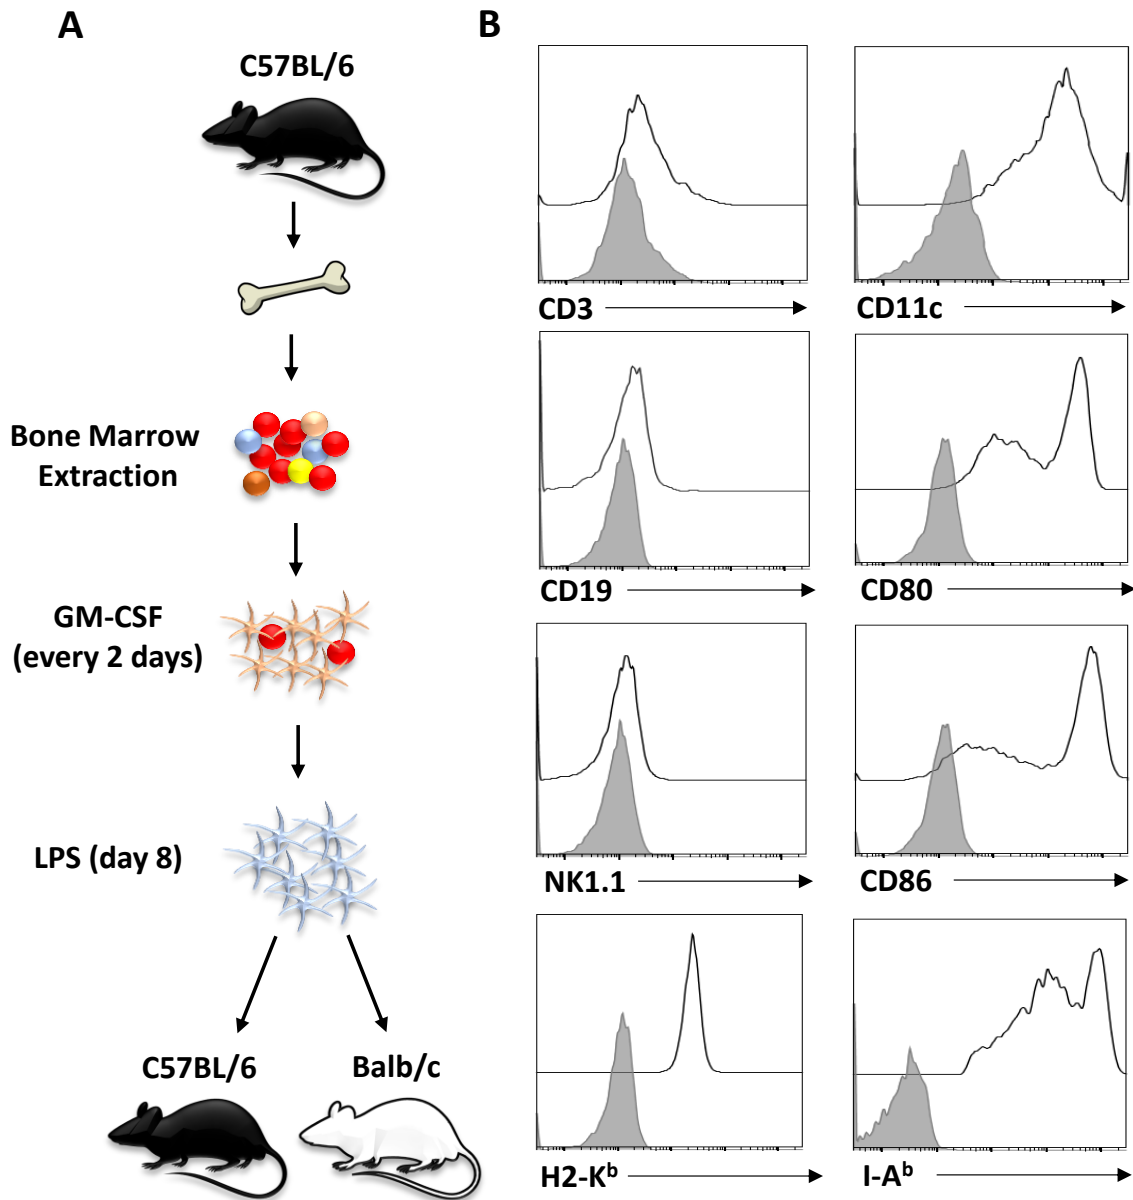 A
C57BL/6
Bone Marrow
Extraction
GM-CSF
(every 2 days)
LPS (day 8)
C57BL/6
Balb/c
B
CD3
CD11c
CD19
CD80
NK1.1
CD86
H2-Kᵇ
I-Aᵇ